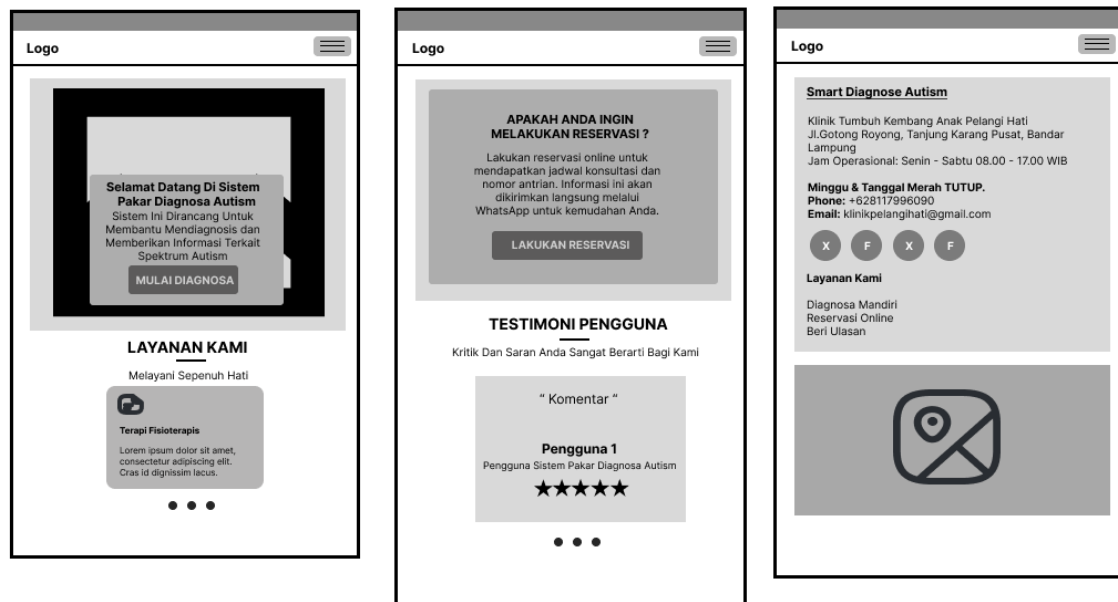 Logo
Selamat Datang Di Sistem
Pakar Diagnosa Autism
Sistem Ini Dirancang Untuk
Membantu Mendiagnosis dan
Memberikan Informasi Terkait
Spektrum Autism
MULAI DIAGNOSA
LAYANAN KAMI
Melayani Sepenuh Hati
Terapi Fisioterapis
Lorem ipsum dolor sit amet,
consectetur adipiscing elit.
Cras id dignissim lacus.
Logo
APAKAH ANDA INGIN
MELAKUKAN RESERVASI ?
Lakukan reservasi online untuk
mendapatkan jadwal konsultasi dan
nomor antrian. Informasi ini akan
dikirimkan langsung melalui
WhatsApp untuk kemudahan Anda.
LAKUKAN RESERVASI
TESTIMONI PENGGUNA
Kritik Dan Saran Anda Sangat Berarti Bagi Kami
“ Komentar “
Pengguna 1
Pengguna Sistem Pakar Diagnosa Autism
Logo
Smart Diagnose Autism
Klinik Tumbuh Kembang Anak Pelangi Hati
Jl.Gotong Royong, Tanjung Karang Pusat, Bandar
Lampung
Jam Operasional: Senin - Sabtu 08.00 - 17.00 WIB
Minggu & Tanggal Merah TUTUP.
Phone: +628117996090
Email: klinikpelangihati@gmail.com
X F X F
Layanan Kami
Diagnosa Mandiri
Reservasi Online
Beri Ulasan